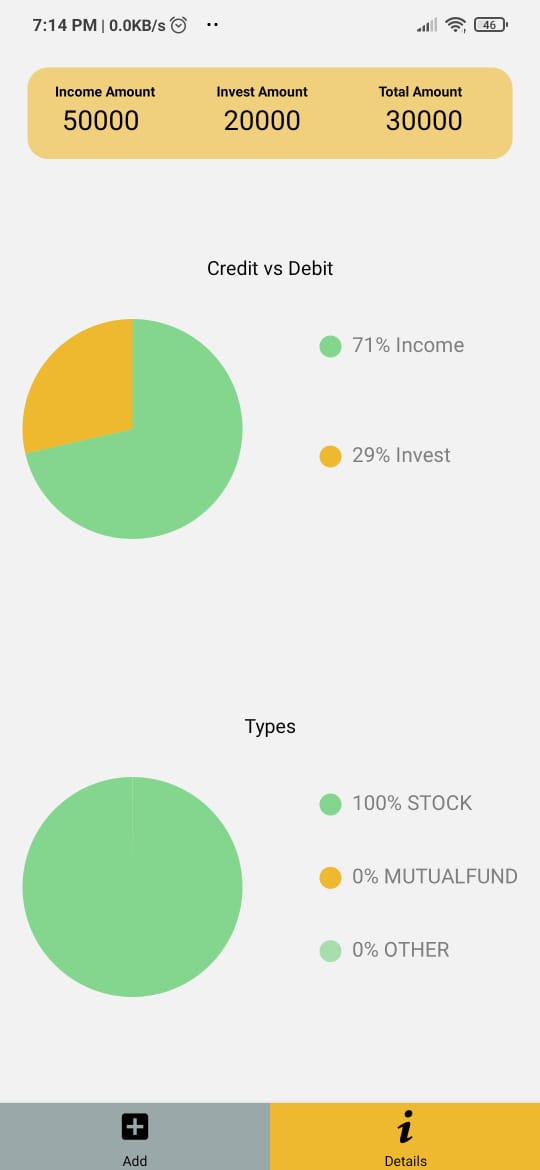 7:14 PM | 0.0KB/s
46
Income Amount Invest Amount Total Amount
50000 20000 30000
Credit vs Debit
71% Income
29% Invest
Types
100% STOCK
0% MUTUALFUND
0% OTHER
Add Details